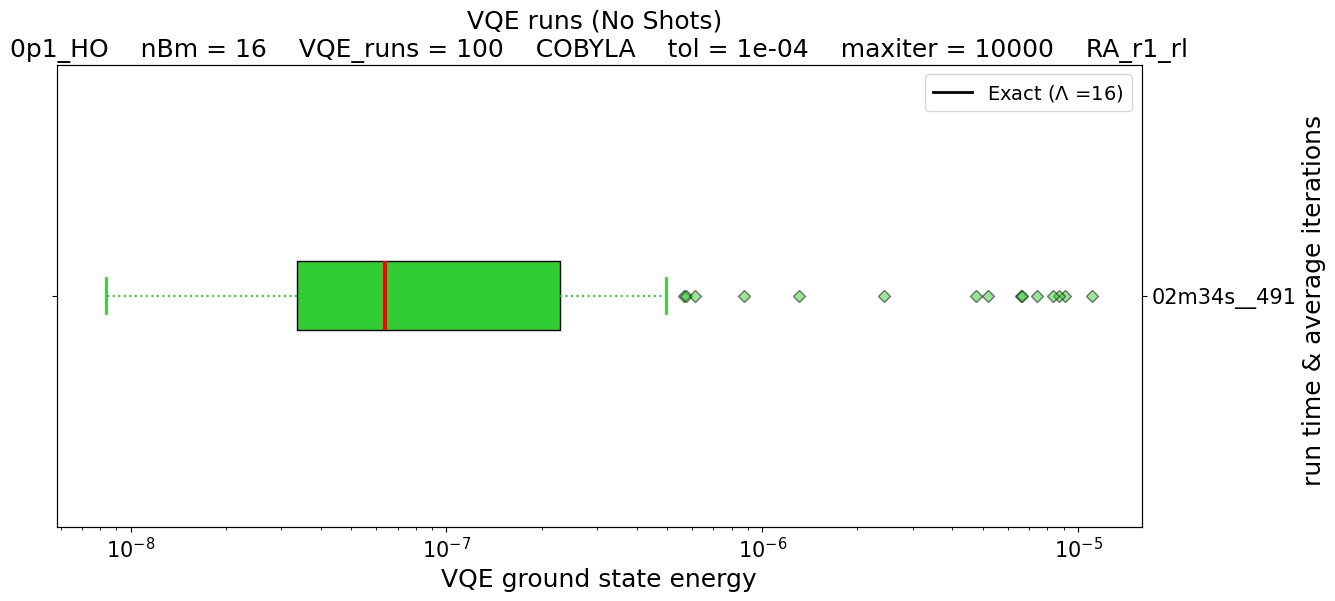 VQE runs (No Shots)
0p1_HO nBm = 16 VQE_runs = 100 COBYLA tol = 1e-04 maxiter = 10000 RA_r1_rl
Exact (Λ =16)
02m34s__491
run time & average iterations
10⁻⁸ 10⁻⁷ 10⁻⁶ 10⁻⁵
VQE ground state energy